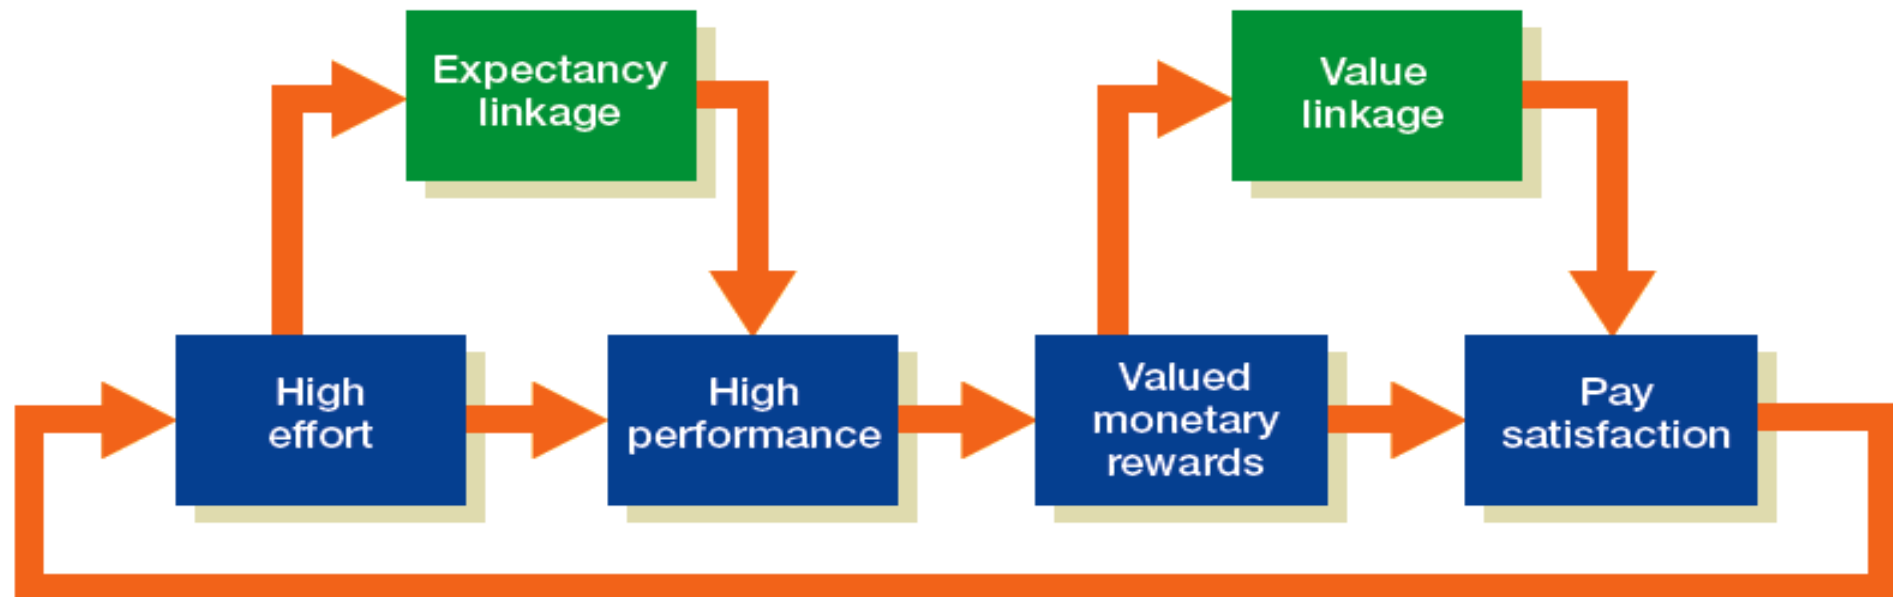 Expectancy
linkage
Value
linkage
High
effort
High
performance
Valued
monetary
rewards
Pay
satisfaction